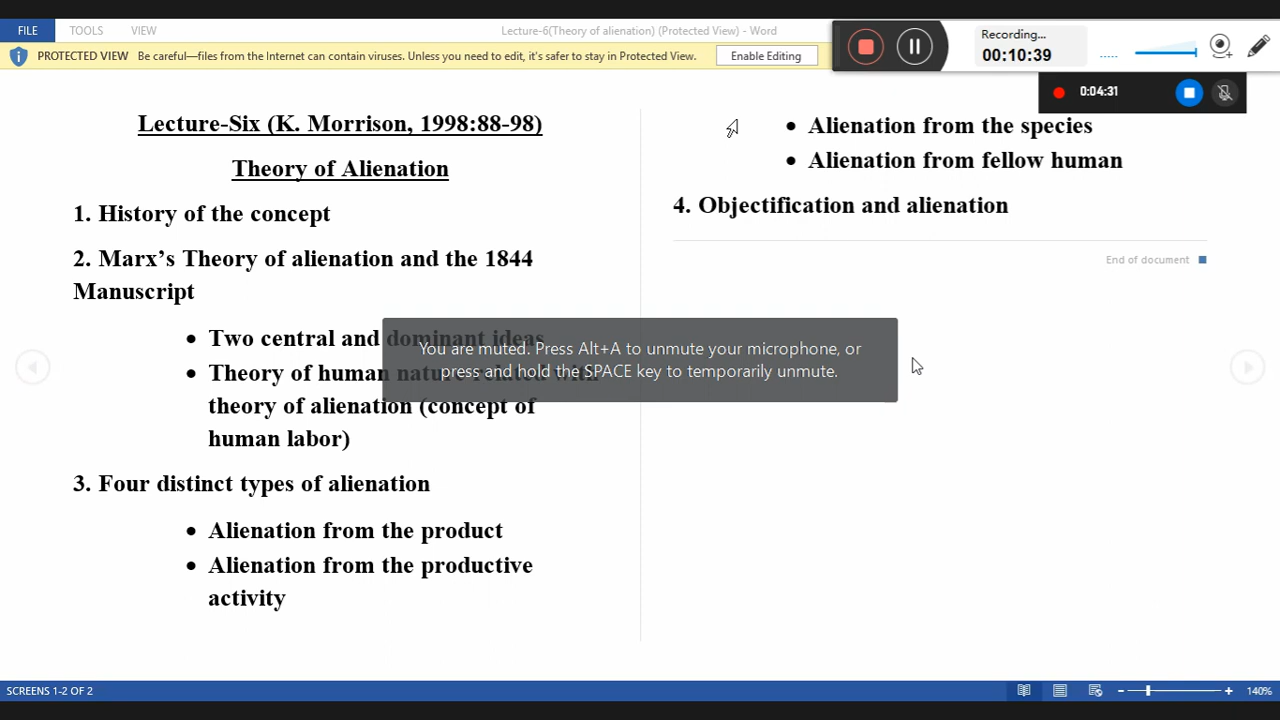 FILE TOOLS VIEW
Lecture-6(Theory of alienation) (Protected View) - Word
Recording...
00:10:39
PROTECTED VIEW Be careful—files from the Internet can contain viruses. Unless you need to edit, it's safer to stay in Protected View. Enable Editing
0:04:31
Lecture-Six (K. Morrison, 1998:88-98)
Theory of Alienation
1. History of the concept
2. Marx's Theory of alienation and the 1844
Manuscript
• Two central and dominant ideas
• Theory of human nature related with
theory of alienation (concept of
human labor)
3. Four distinct types of alienation
• Alienation from the product
• Alienation from the productive
activity
• Alienation from the species
• Alienation from fellow human
4. Objectification and alienation
End of document
You are muted. Press Alt+A to unmute your microphone, or
press and hold the SPACE key to temporarily unmute.
SCREENS 1-2 OF 2
140%